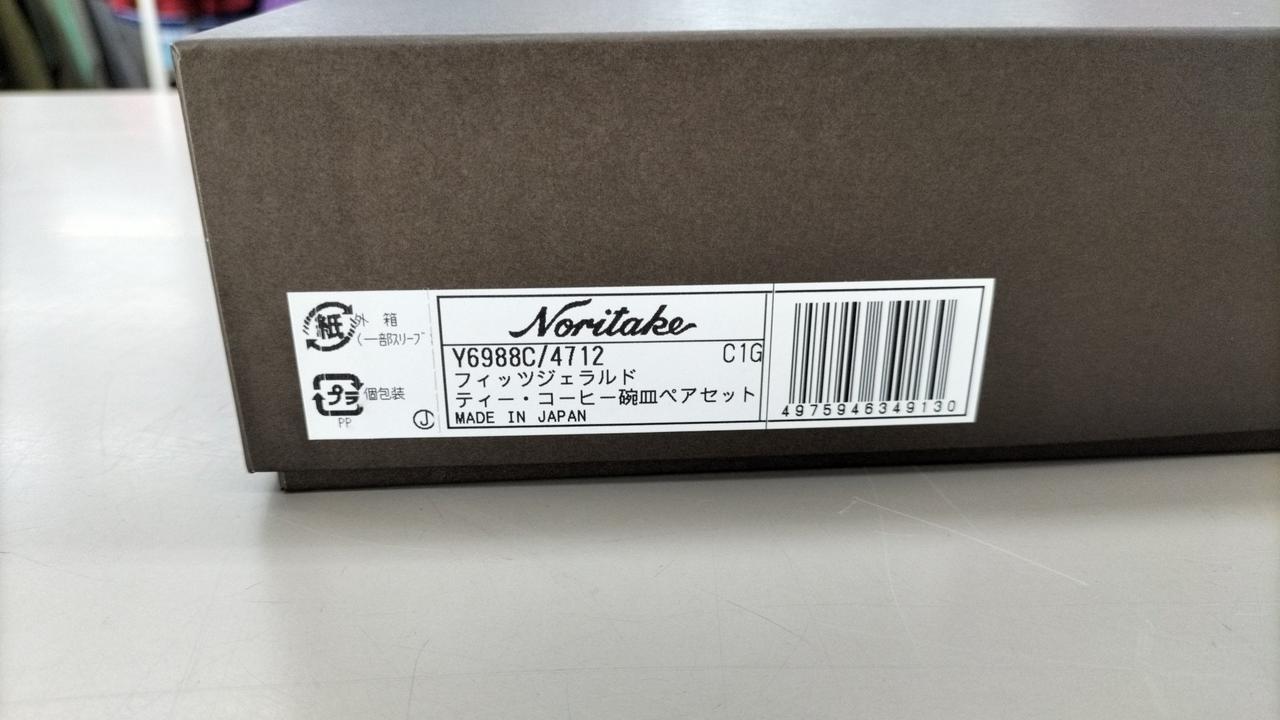 紙 外 箱
(一部スリーブ
プラ 個包装
PP
J
Noritake
Y6988C/4712 C1G
フィッツジェラルド
ティー・コーヒー碗皿ペアセット
MADE IN JAPAN
4975946349130